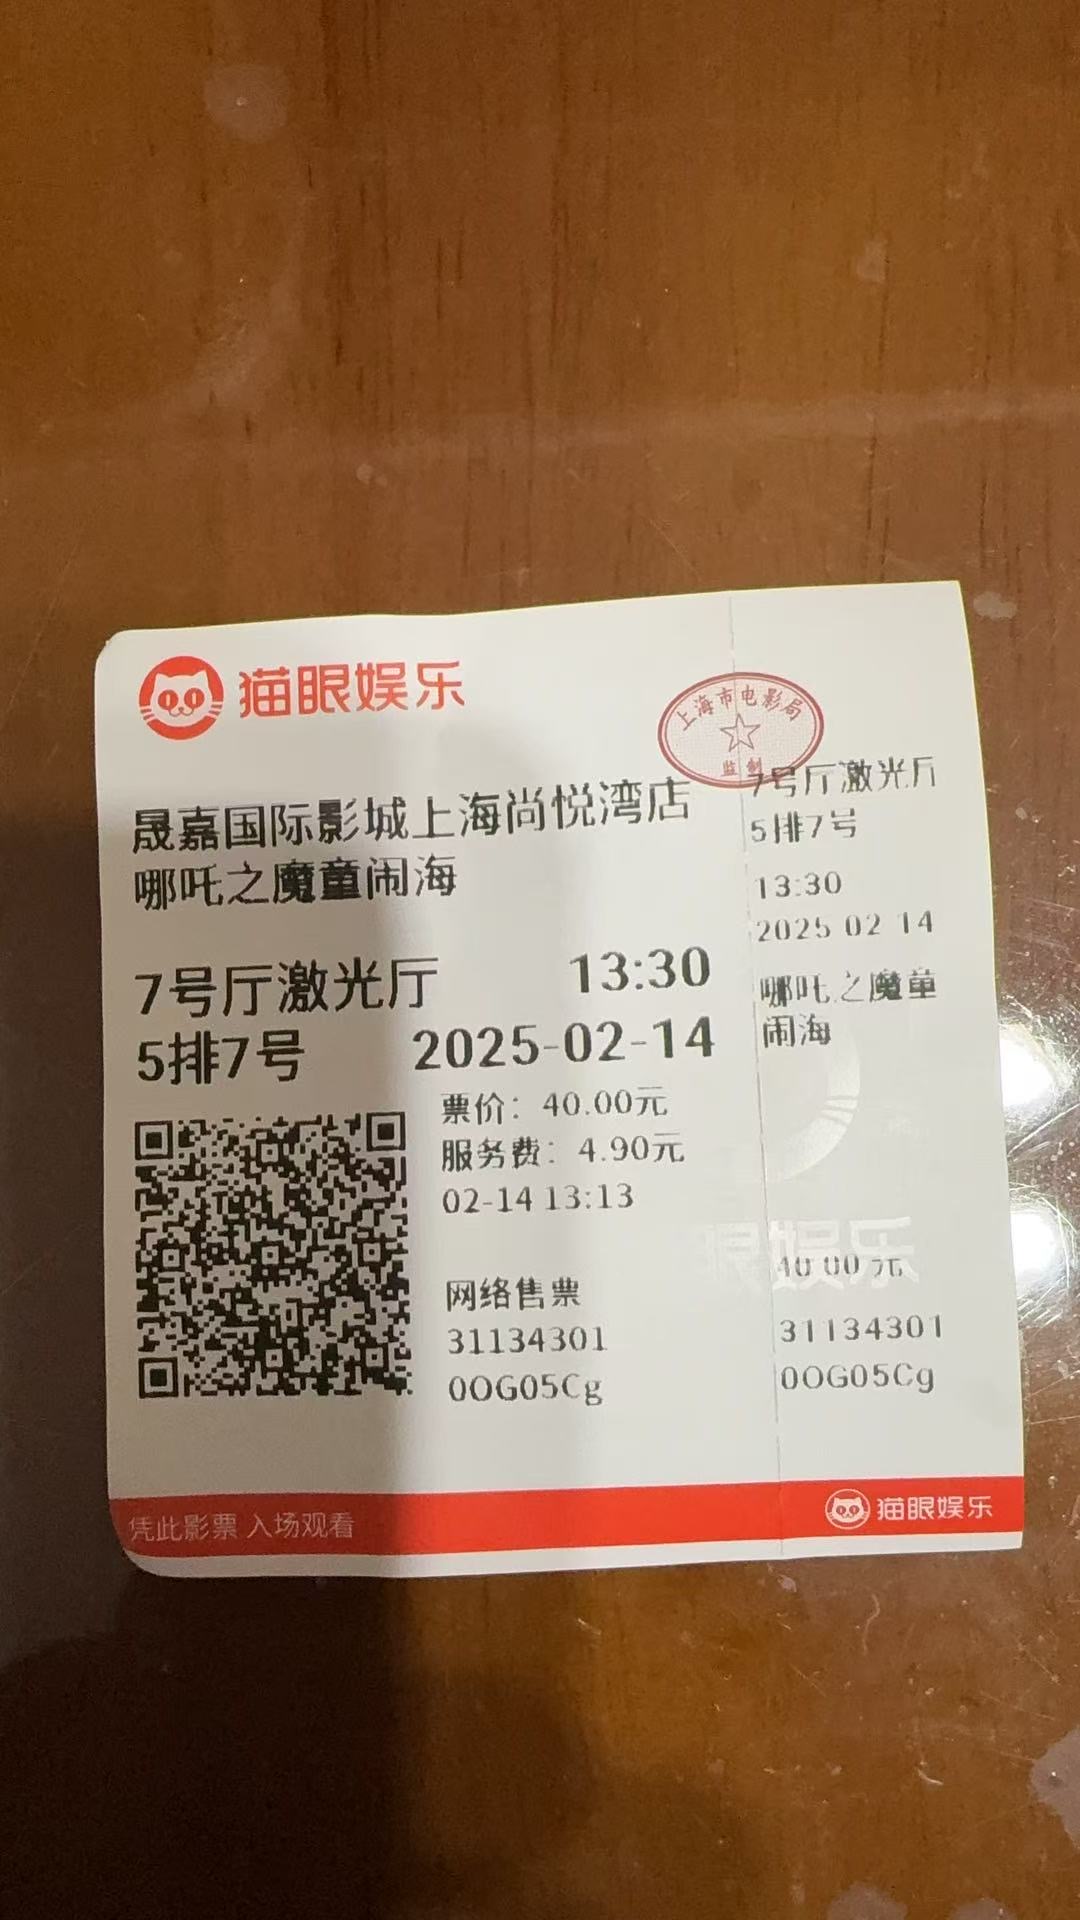 猫眼娱乐
上海市电影局
监制
晟嘉国际影城上海尚悦湾店
哪吒之魔童闹海
7号厅激光厅 13:30
5排7号 2025-02-14
票价：40.00元
服务费：4.90元
02-14 13:13
网络售票
31134301
0OG05Cg
7号厅激光厅
5排7号
13:30
2025 02 14
哪吒之魔童
闹海
眼娱乐
40 00 元
31134301
0OG05Cg
凭此影票 入场观看
猫眼娱乐